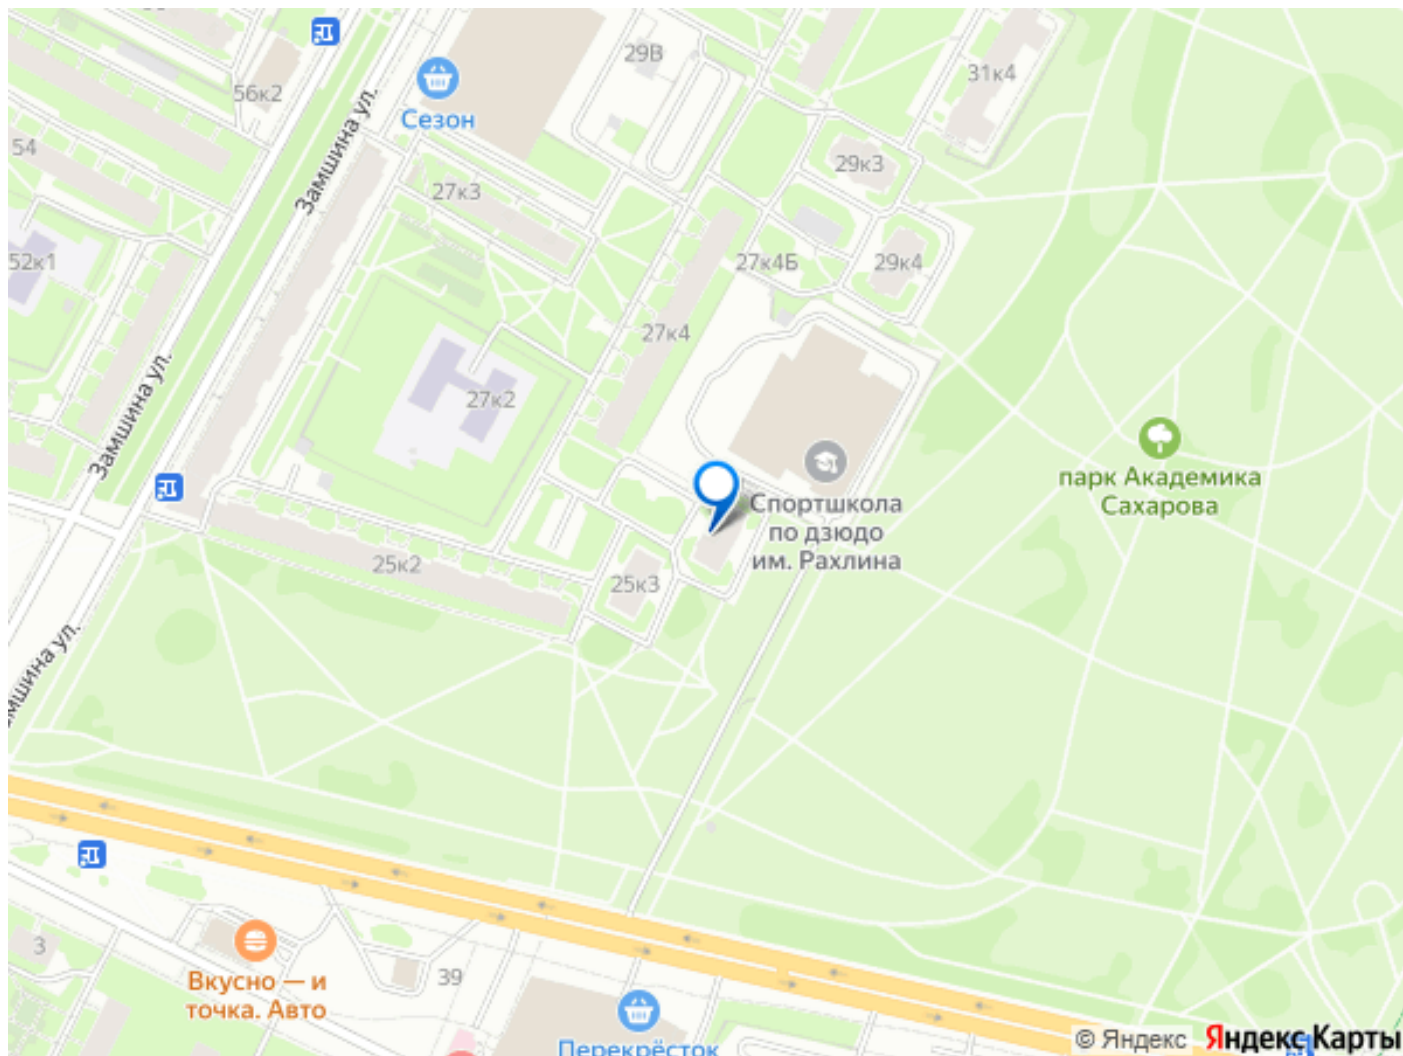 29В
31к4
56к2
Сезон
Замшина ул.
54
29к3
27к3
52к1
27к4Б
29к4
27к4
Замшина ул.
27к2
парк Академика
Сахарова
Спортшкола
по дзюдо
им. Рахлина
25к2
25к3
мшина ул.
3
39
Вкусно — и
точка. Авто
Перекрёсток
© Яндекс Яндекс Карты